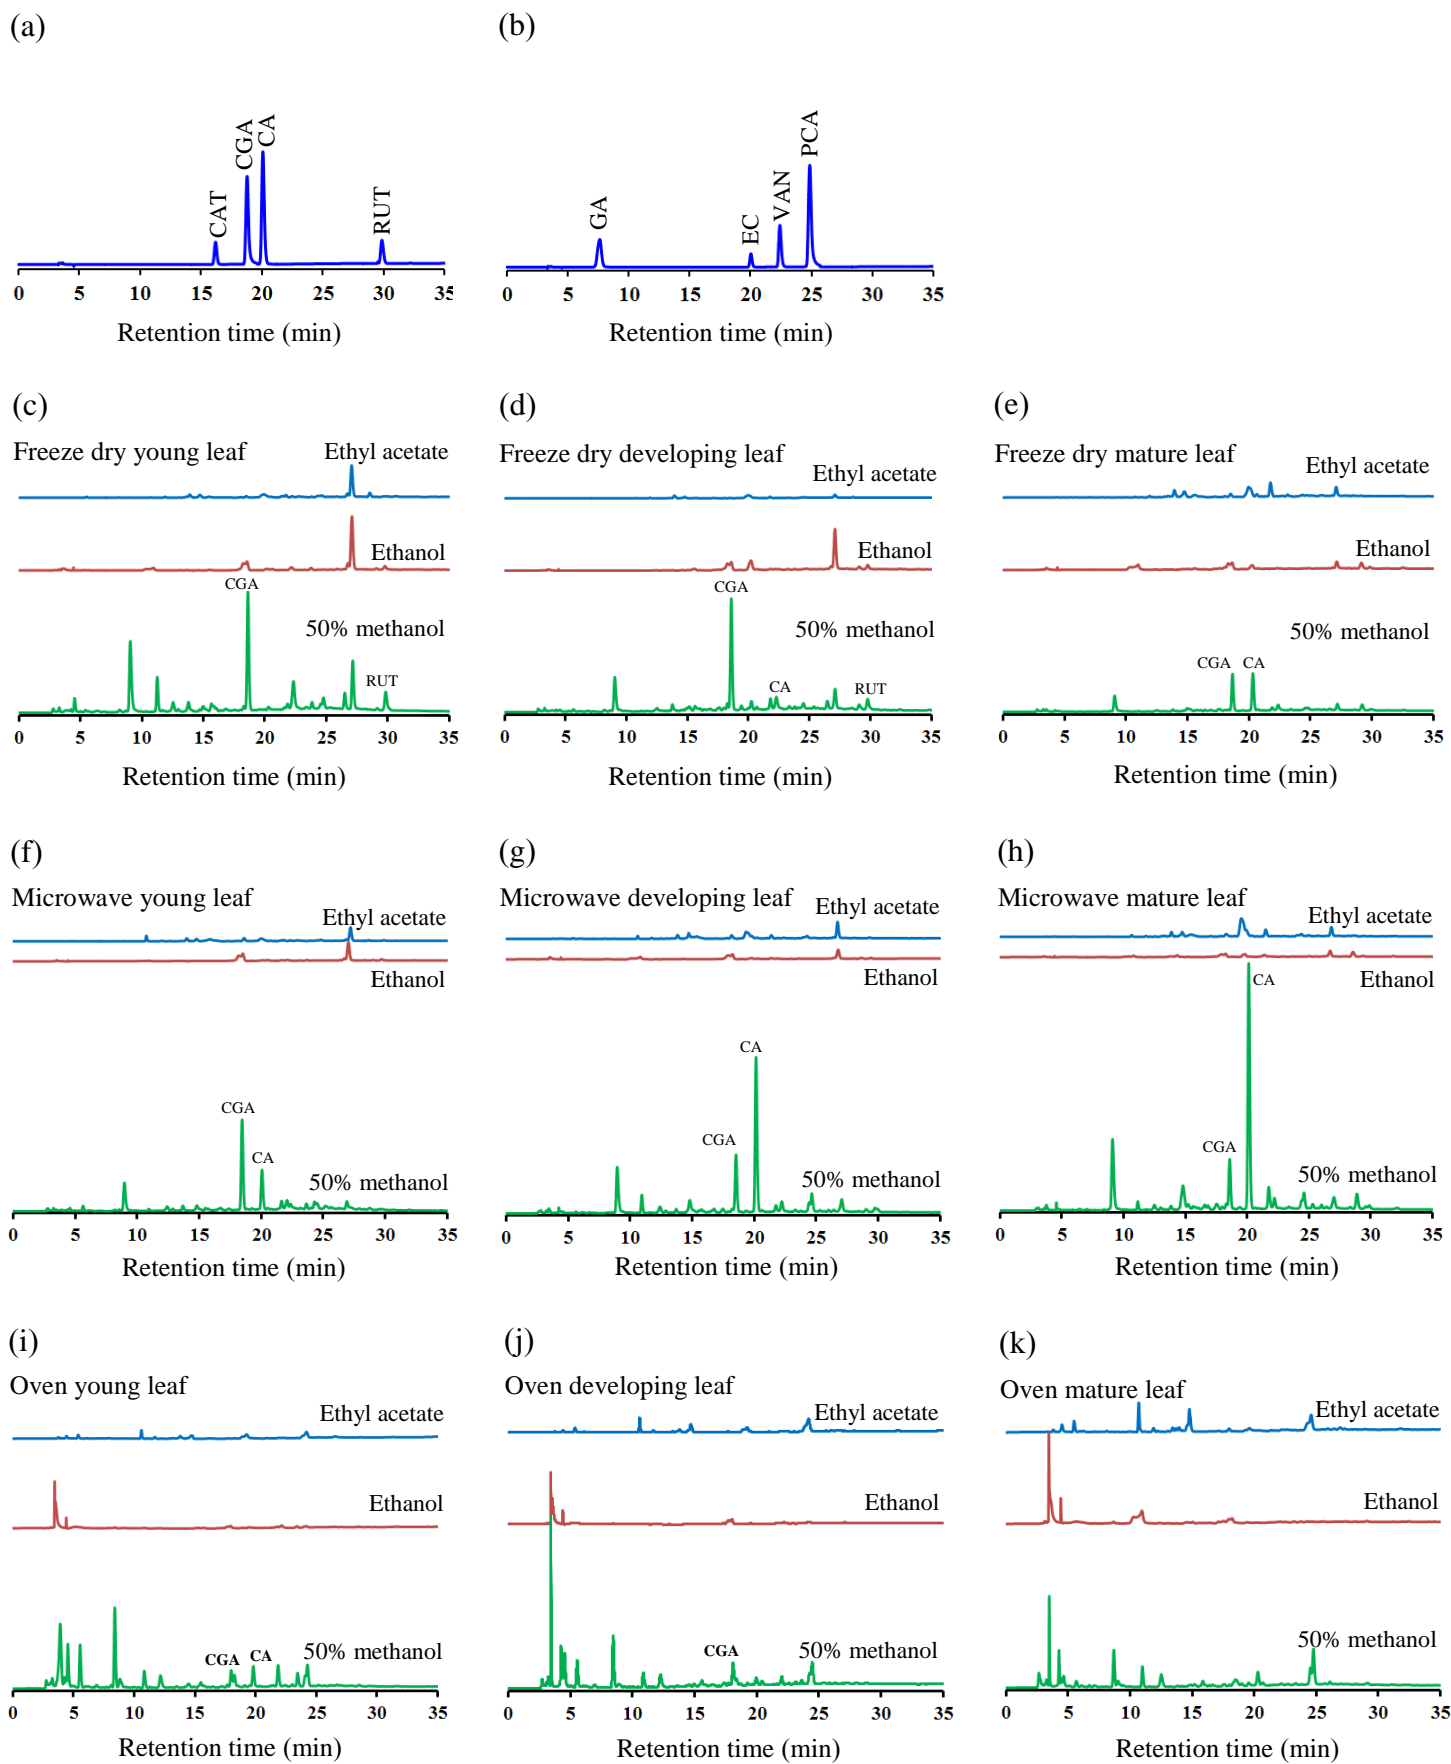 (a)
CAT
CGA
CA
RUT
0 5 10 15 20 25 30 35
Retention time (min)
(b)
GA
EC
VAN
PCA
0 5 10 15 20 25 30 35
Retention time (min)
(c)
Freeze dry young leaf
Ethyl acetate
Ethanol
CGA
50% methanol
RUT
0 5 10 15 20 25 30 35
Retention time (min)
(d)
Freeze dry developing leaf
Ethyl acetate
Ethanol
CGA
50% methanol
CA
RUT
0 5 10 15 20 25 30 35
Retention time (min)
(e)
Freeze dry mature leaf
Ethyl acetate
Ethanol
50% methanol
CGA CA
0 5 10 15 20 25 30 35
Retention time (min)
(f)
Microwave young leaf
Ethyl acetate
Ethanol
CGA
CA
50% methanol
0 5 10 15 20 25 30 35
Retention time (min)
(g)
Microwave developing leaf
Ethyl acetate
Ethanol
CA
CGA
50% methanol
0 5 10 15 20 25 30 35
Retention time (min)
(h)
Microwave mature leaf
Ethyl acetate
Ethanol
CA
CGA
50% methanol
0 5 10 15 20 25 30 35
Retention time (min)
(i)
Oven young leaf
Ethyl acetate
Ethanol
50% methanol
CGA CA
0 5 10 15 20 25 30 35
Retention time (min)
(j)
Oven developing leaf
Ethyl acetate
Ethanol
CGA
50% methanol
0 5 10 15 20 25 30 35
Retention time (min)
(k)
Oven mature leaf
Ethyl acetate
Ethanol
50% methanol
0 5 10 15 20 25 30 35
Retention time (min)